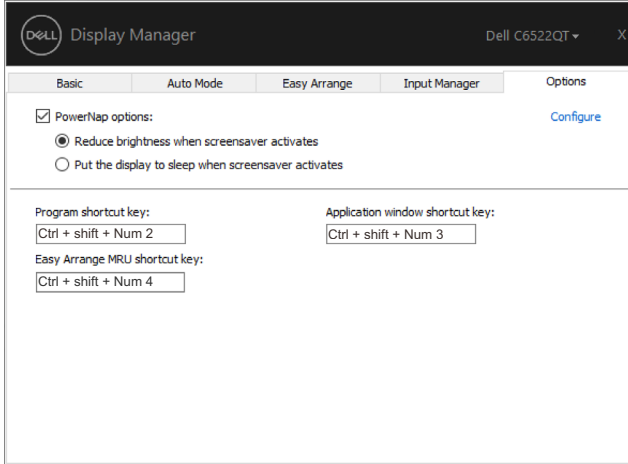 DELL Display Manager Dell C6522QT X
Basic Auto Mode Easy Arrange Input Manager Options
PowerNap options: Configure
Reduce brightness when screensaver activates
Put the display to sleep when screensaver activates
Program shortcut key: Application window shortcut key:
Ctrl + shift + Num 2 Ctrl + shift + Num 3
Easy Arrange MRU shortcut key:
Ctrl + shift + Num 4